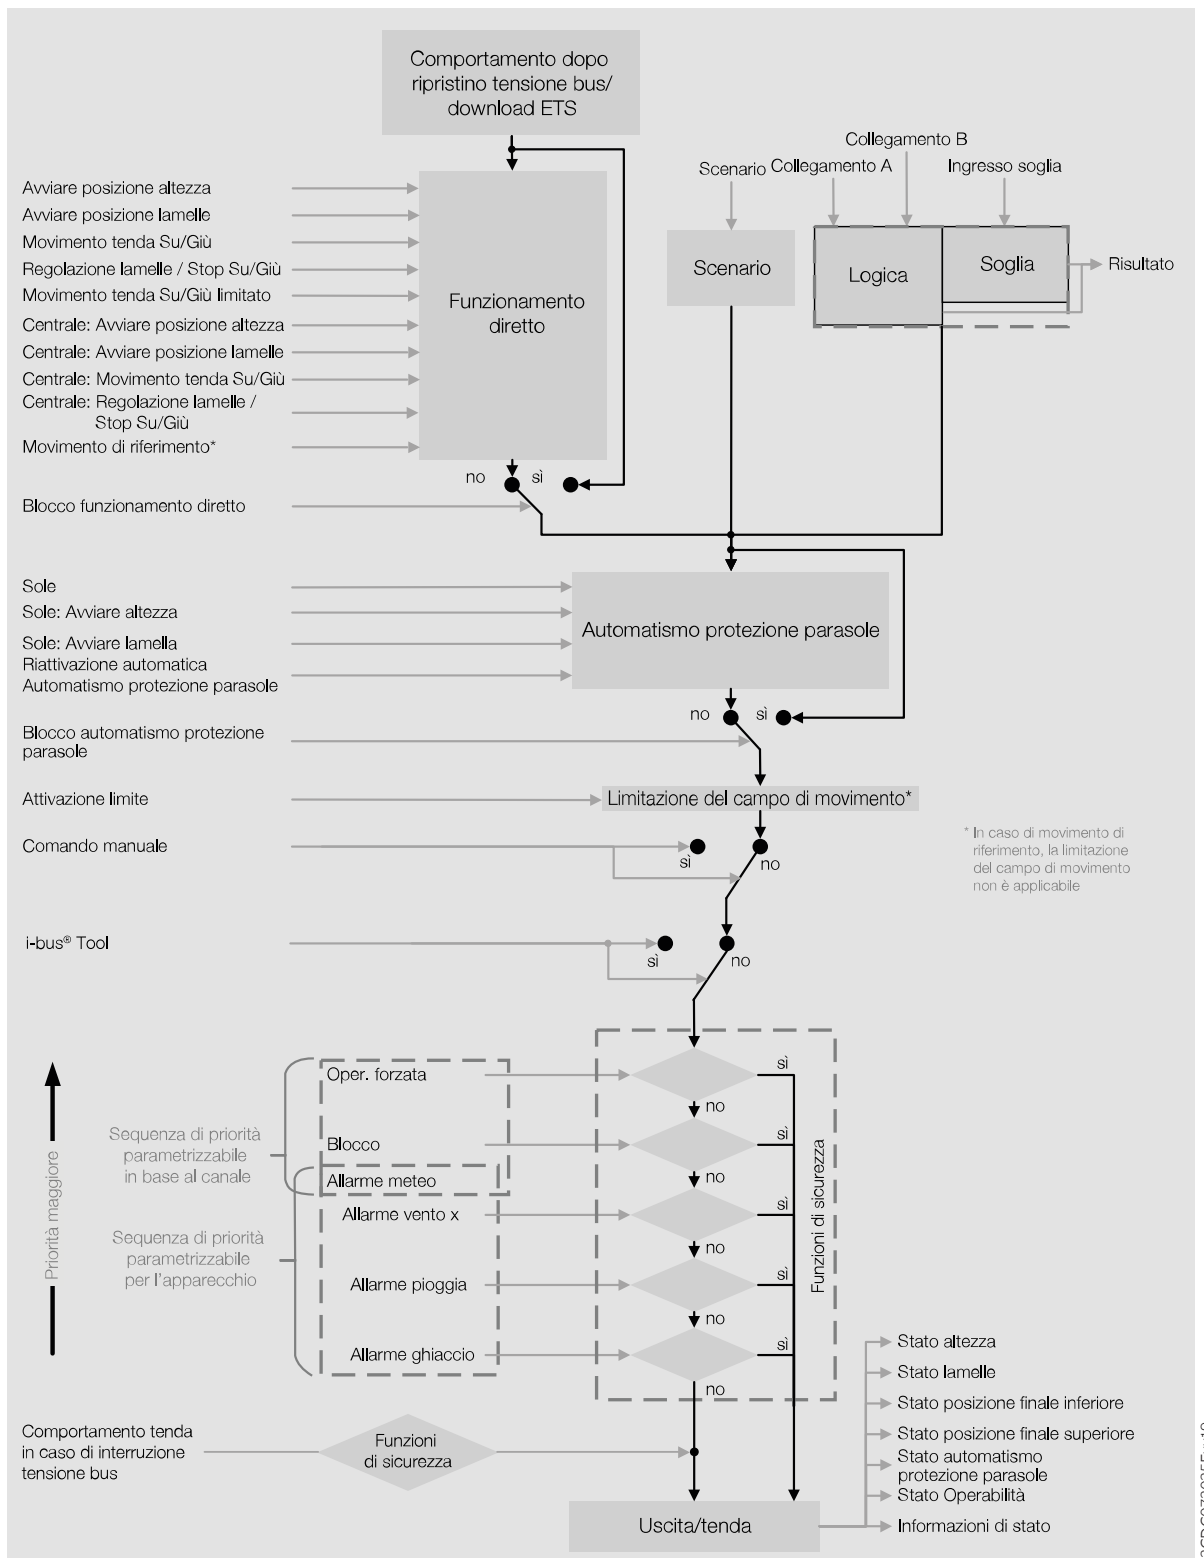 Comportamento dopo
ripristino tensione bus/
download ETS
Collegamento B
Scenario
Collegamento A
Ingresso soglia
Avviare posizione altezza
Avviare posizione lamelle
Movimento tenda Su/Giù
Regolazione lamelle / Stop Su/Giù
Movimento tenda Su/Giù limitato
Centrale: Avviare posizione altezza
Centrale: Avviare posizione lamelle
Centrale: Movimento tenda Su/Giù
Centrale: Regolazione lamelle /
Stop Su/Giù
Movimento di riferimento*
Funzionamento
diretto
Scenario
Logica
Soglia
Risultato
no
sì
Blocco funzionamento diretto
Sole
Sole: Avviare altezza
Sole: Avviare lamella
Riattivazione automatica
Automatismo protezione parasole
Automatismo protezione parasole
no
sì
Blocco automatismo protezione
parasole
Attivazione limite
Limitazione del campo di movimento*
Comando manuale
sì
no
* In caso di movimento di
riferimento, la limitazione
del campo di movimento
non è applicabile
i-bus® Tool
sì
no
Priorità maggiore
Sequenza di priorità
parametrizzabile
in base al canale
Sequenza di priorità
parametrizzabile
per l'apparecchio
Oper. forzata
Blocco
Allarme meteo
Allarme vento x
Allarme pioggia
Allarme ghiaccio
sì
no
sì
no
sì
no
sì
no
sì
no
Funzioni di sicurezza
Comportamento tenda
in caso di interruzione
tensione bus
Funzioni
di sicurezza
Uscita/tenda
Stato altezza
Stato lamelle
Stato posizione finale inferiore
Stato posizione finale superiore
Stato automatismo
protezione parasole
Stato Operabilità
Informazioni di stato